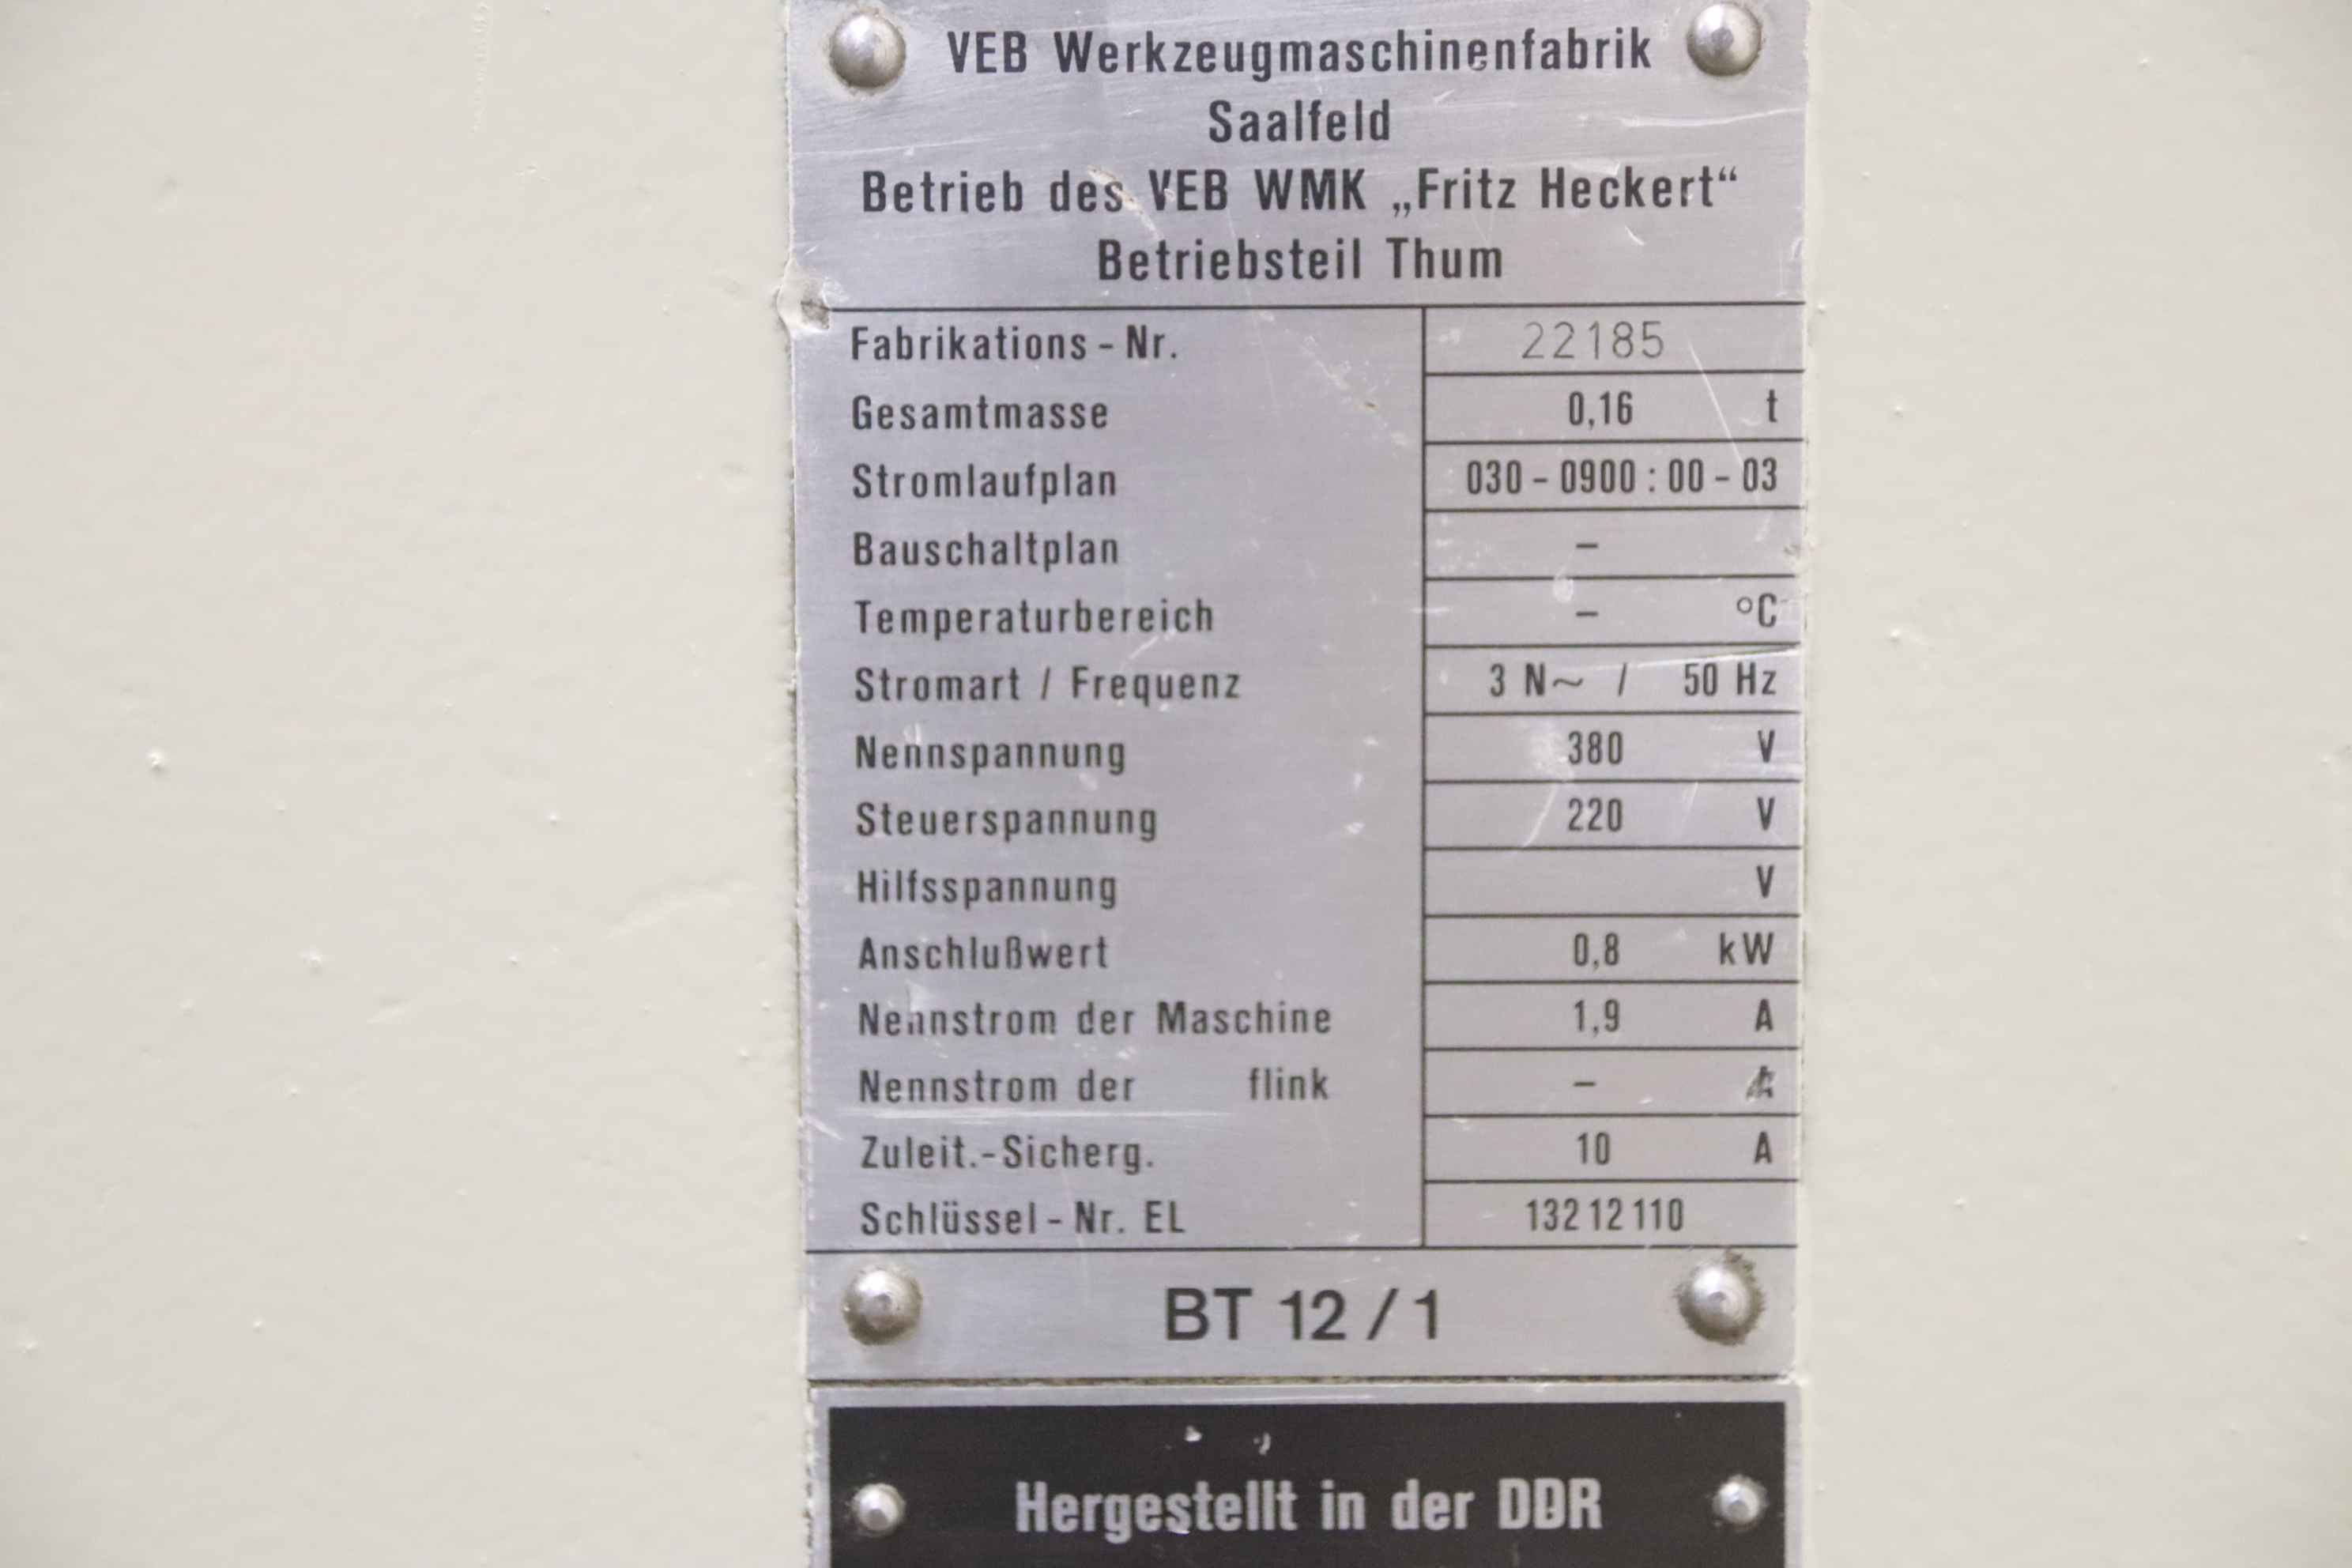 VEB Werkzeugmaschinenfabrik
Saalfeld
Betrieb des VEB WMK „Fritz Heckert“
Betriebsteil Thum
Fabrikations-Nr. 22185
Gesamtmasse 0,16 t
Stromlaufplan 030-0900:00-03
Bauschaltplan –
Temperaturbereich – °C
Stromart / Frequenz 3 N~ / 50 Hz
Nennspannung 380 V
Steuerspannung 220 V
Hilfsspannung V
Anschlußwert 0,8 kW
Nennstrom der Maschine 1,9 A
Nennstrom der flink – A
Zuleit.-Sicherg. 10 A
Schlüssel-Nr. EL 132 12 110
BT 12/1
Hergestellt in der DDR